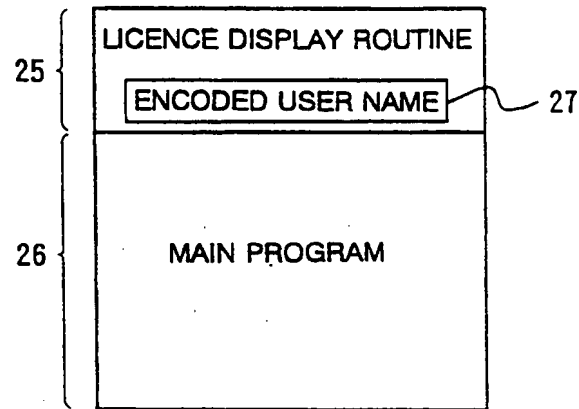 LICENCE DISPLAY ROUTINE
25
ENCODED USER NAME
27
26
MAIN PROGRAM